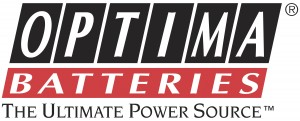 OPTIMA®
BATTERIES
THE ULTIMATE POWER SOURCE™